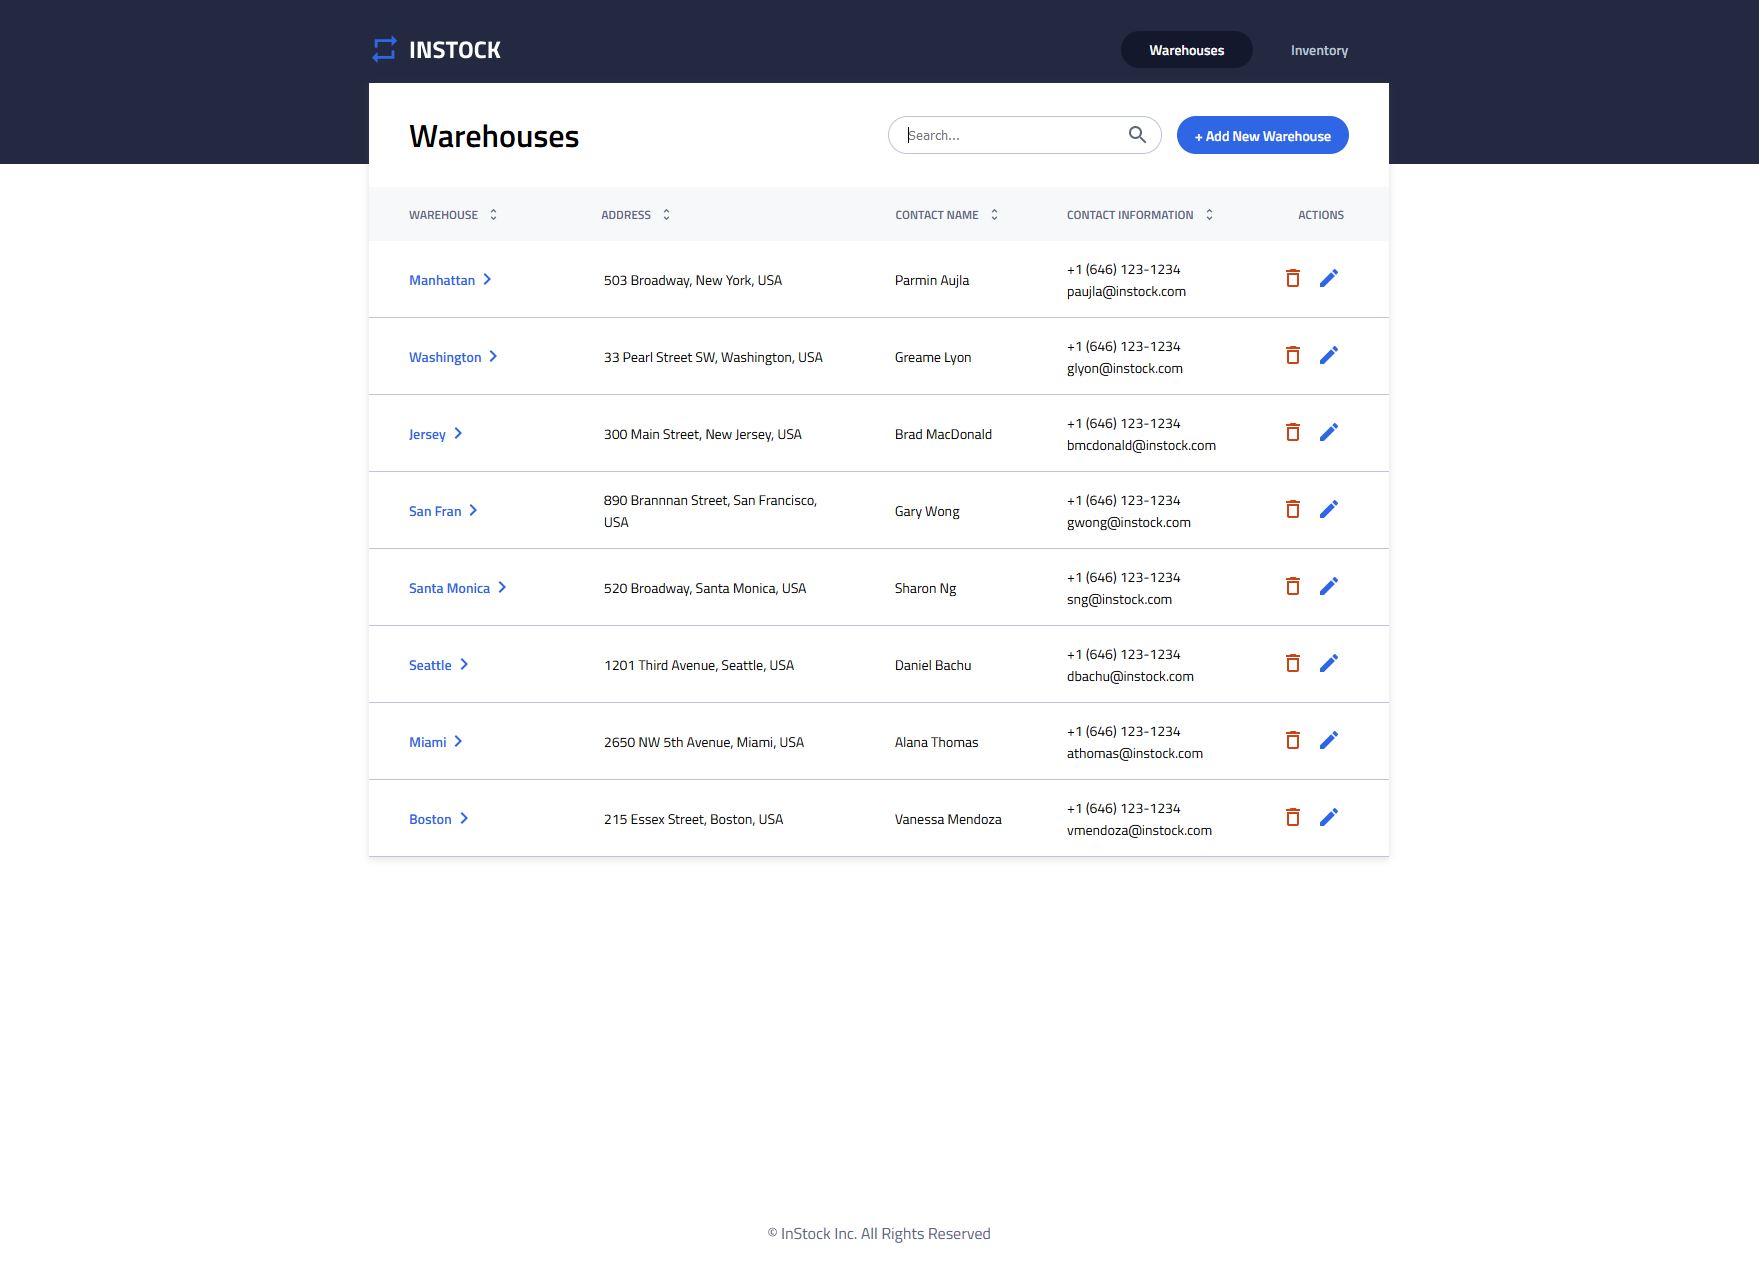 INSTOCK
Warehouses
Inventory
Warehouses
Search...
+ Add New Warehouse
WAREHOUSE
ADDRESS
CONTACT NAME
CONTACT INFORMATION
ACTIONS
Manhattan
503 Broadway, New York, USA
Parmin Aujla
+1 (646) 123-1234
paujla@instock.com
Washington
33 Pearl Street SW, Washington, USA
Greame Lyon
+1 (646) 123-1234
glyon@instock.com
Jersey
300 Main Street, New Jersey, USA
Brad MacDonald
+1 (646) 123-1234
bmcdonald@instock.com
San Fran
890 Brannnan Street, San Francisco,
USA
Gary Wong
+1 (646) 123-1234
gwong@instock.com
Santa Monica
520 Broadway, Santa Monica, USA
Sharon Ng
+1 (646) 123-1234
sng@instock.com
Seattle
1201 Third Avenue, Seattle, USA
Daniel Bachu
+1 (646) 123-1234
dbachu@instock.com
Miami
2650 NW 5th Avenue, Miami, USA
Alana Thomas
+1 (646) 123-1234
athomas@instock.com
Boston
215 Essex Street, Boston, USA
Vanessa Mendoza
+1 (646) 123-1234
vmendoza@instock.com
© InStock Inc. All Rights Reserved